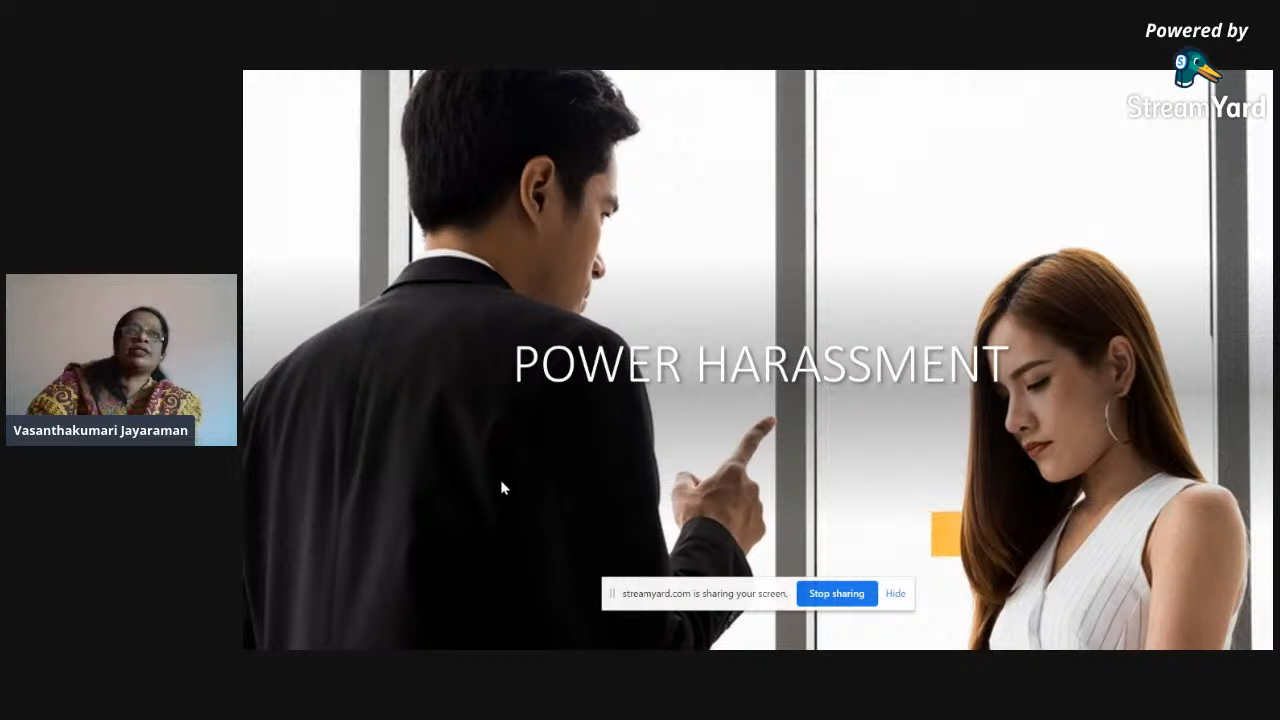 Powered by
StreamYard
POWER HARASSMENT
Vasanthakumari Jayaraman
streamyard.com is sharing your screen. Stop sharing Hide